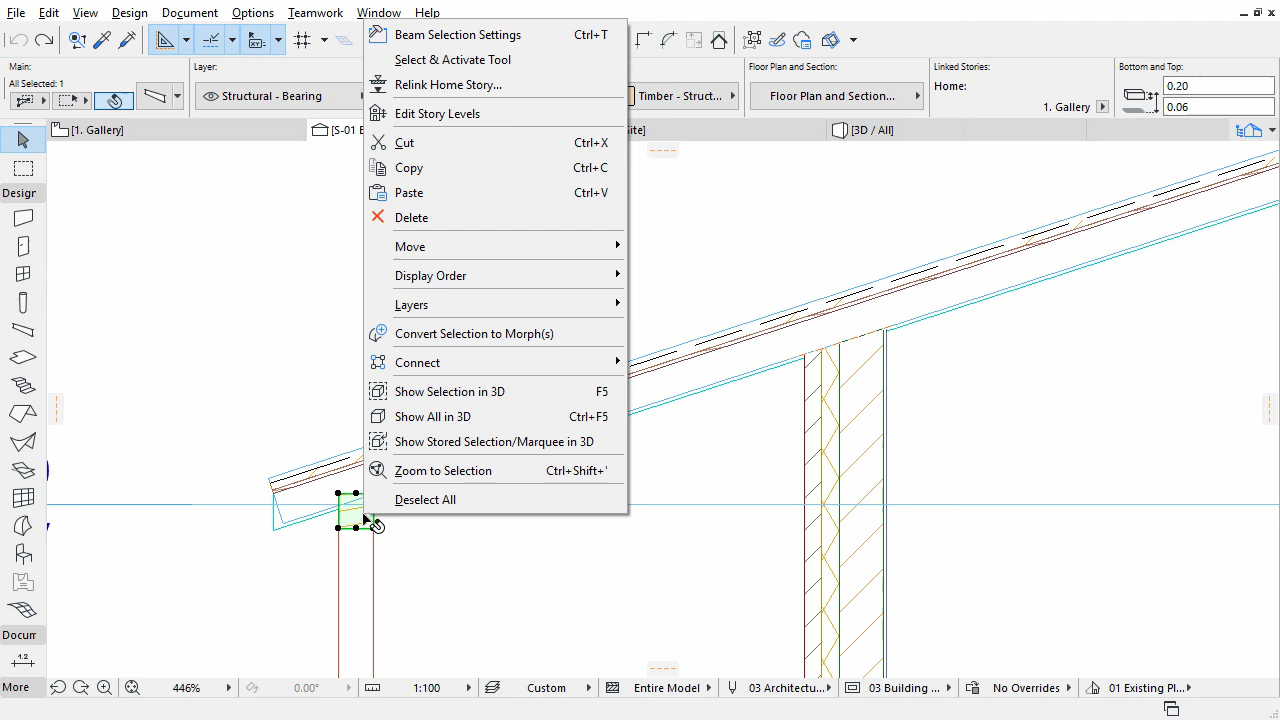 File Edit View Design Document Options Teamwork Window Help
Main:
All Selected: 1
Layer:
Structural - Bearing
Timber - Struct...
Floor Plan and Section:
Floor Plan and Section...
Linked Stories:
Home:
1. Gallery
Bottom and Top:
0.20
0.06
[1. Gallery]
[3D / All]
Design
Beam Selection Settings Ctrl+T
Select & Activate Tool
Relink Home Story...
Edit Story Levels
Cut Ctrl+X
Copy Ctrl+C
Paste Ctrl+V
Delete
Move
Display Order
Layers
Convert Selection to Morph(s)
Connect
Show Selection in 3D F5
Show All in 3D Ctrl+F5
Show Stored Selection/Marquee in 3D
Zoom to Selection Ctrl+Shift+'
Deselect All
Docum
1.2
More
446% 0.00° 1:100 Custom Entire Model 03 Architectu... 03 Building ... No Overrides 01 Existing Pl...